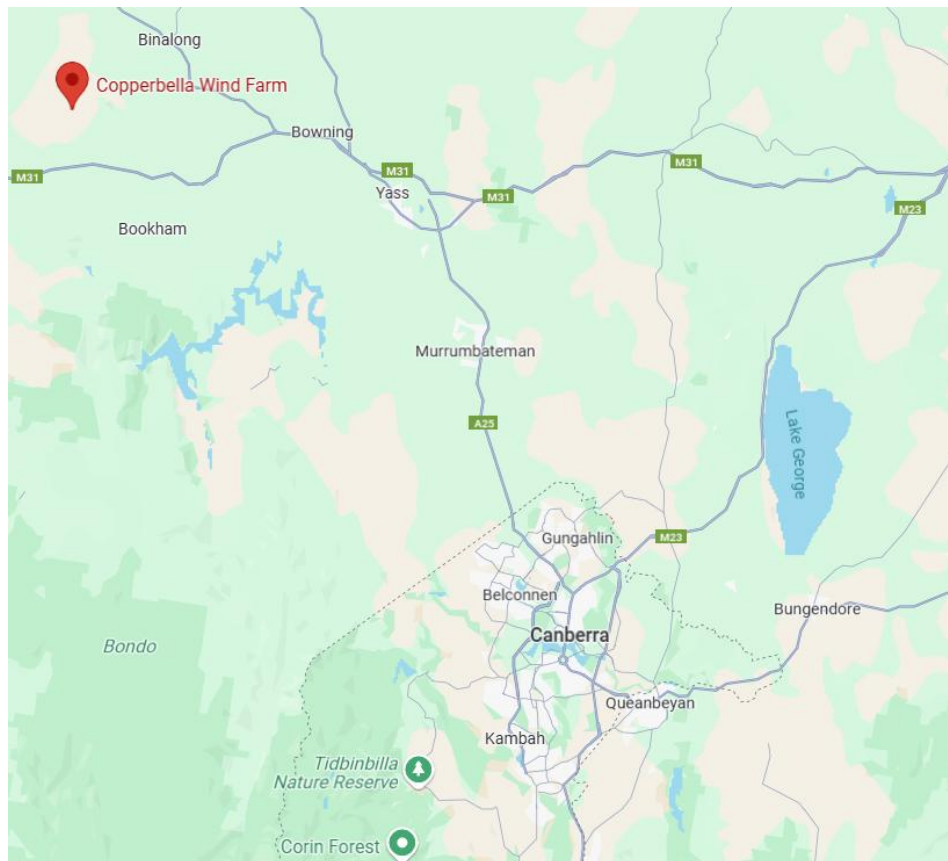 Binalong
Copperbella Wind Farm
Bowning
M31
M31
M31
M31
Yass
M23
Bookham
Murrumbateman
A25
Lake George
Gungahlin
M23
Belconnen
Bungendore
Canberra
Bondo
Queanbeyan
Kambah
Tidbinbilla
Nature Reserve
Corin Forest